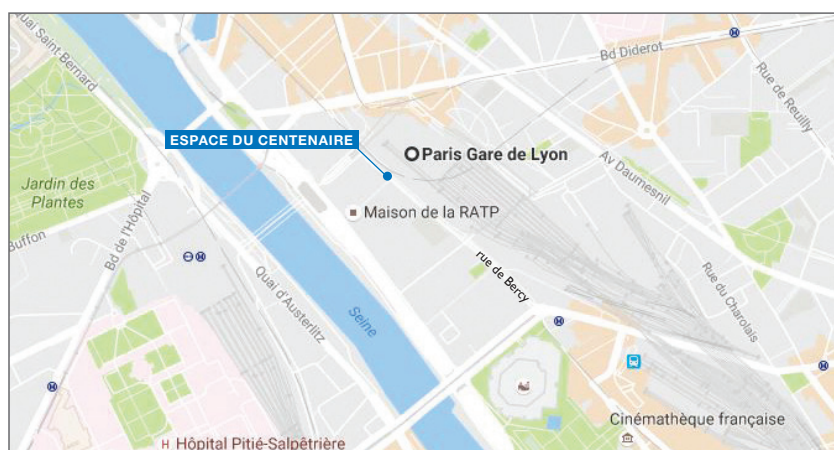 Quai Saint-Bernard
Bd Diderot
Rue de Reuilly
ESPACE DU CENTENAIRE
Paris Gare de Lyon
Av Daumesnil
Jardin des
Plantes
Maison de la RATP
Buffon
Bd de l'Hôpital
rue de Bercy
Rue du Charolais
Quai d'Austerlitz
Seine
Cinémathèque française
H Hôpital Pitié-Salpêtrière